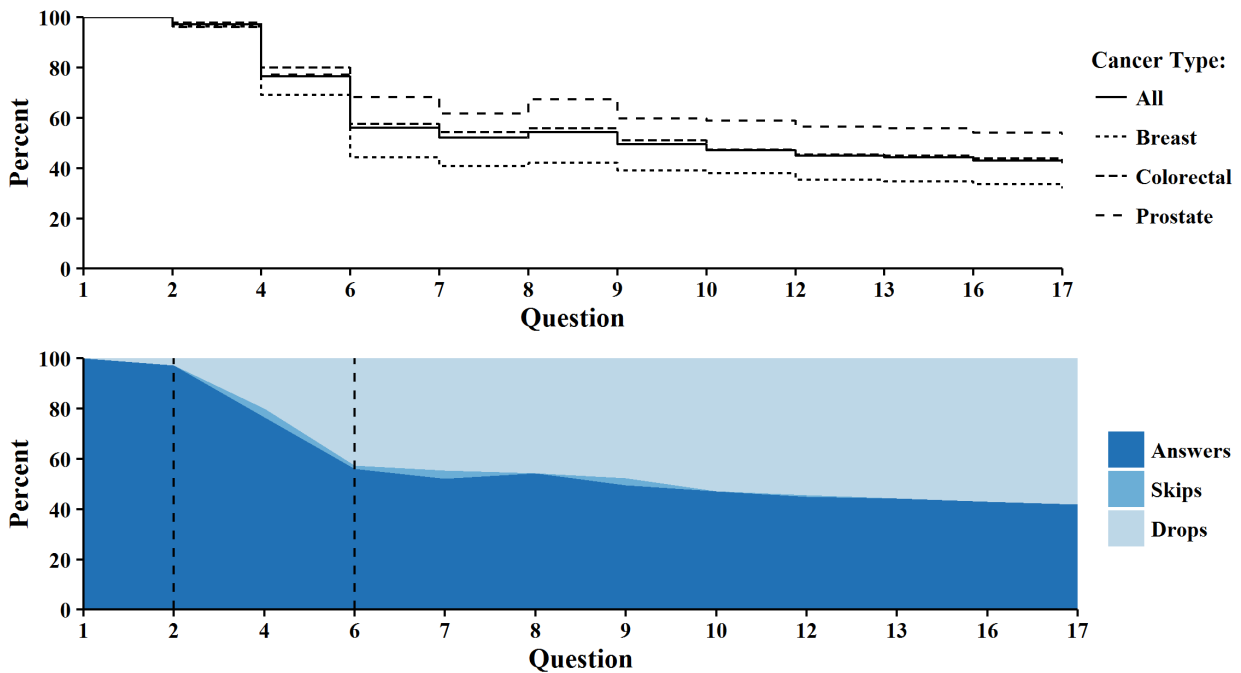 100
80
60
40
20
0
Percent
1 2 4 6 7 8 9 10 12 13 16 17
Question
Cancer Type:
All
Breast
Colorectal
Prostate
100
80
60
40
20
0
Percent
1 2 4 6 7 8 9 10 12 13 16 17
Question
Answers
Skips
Drops